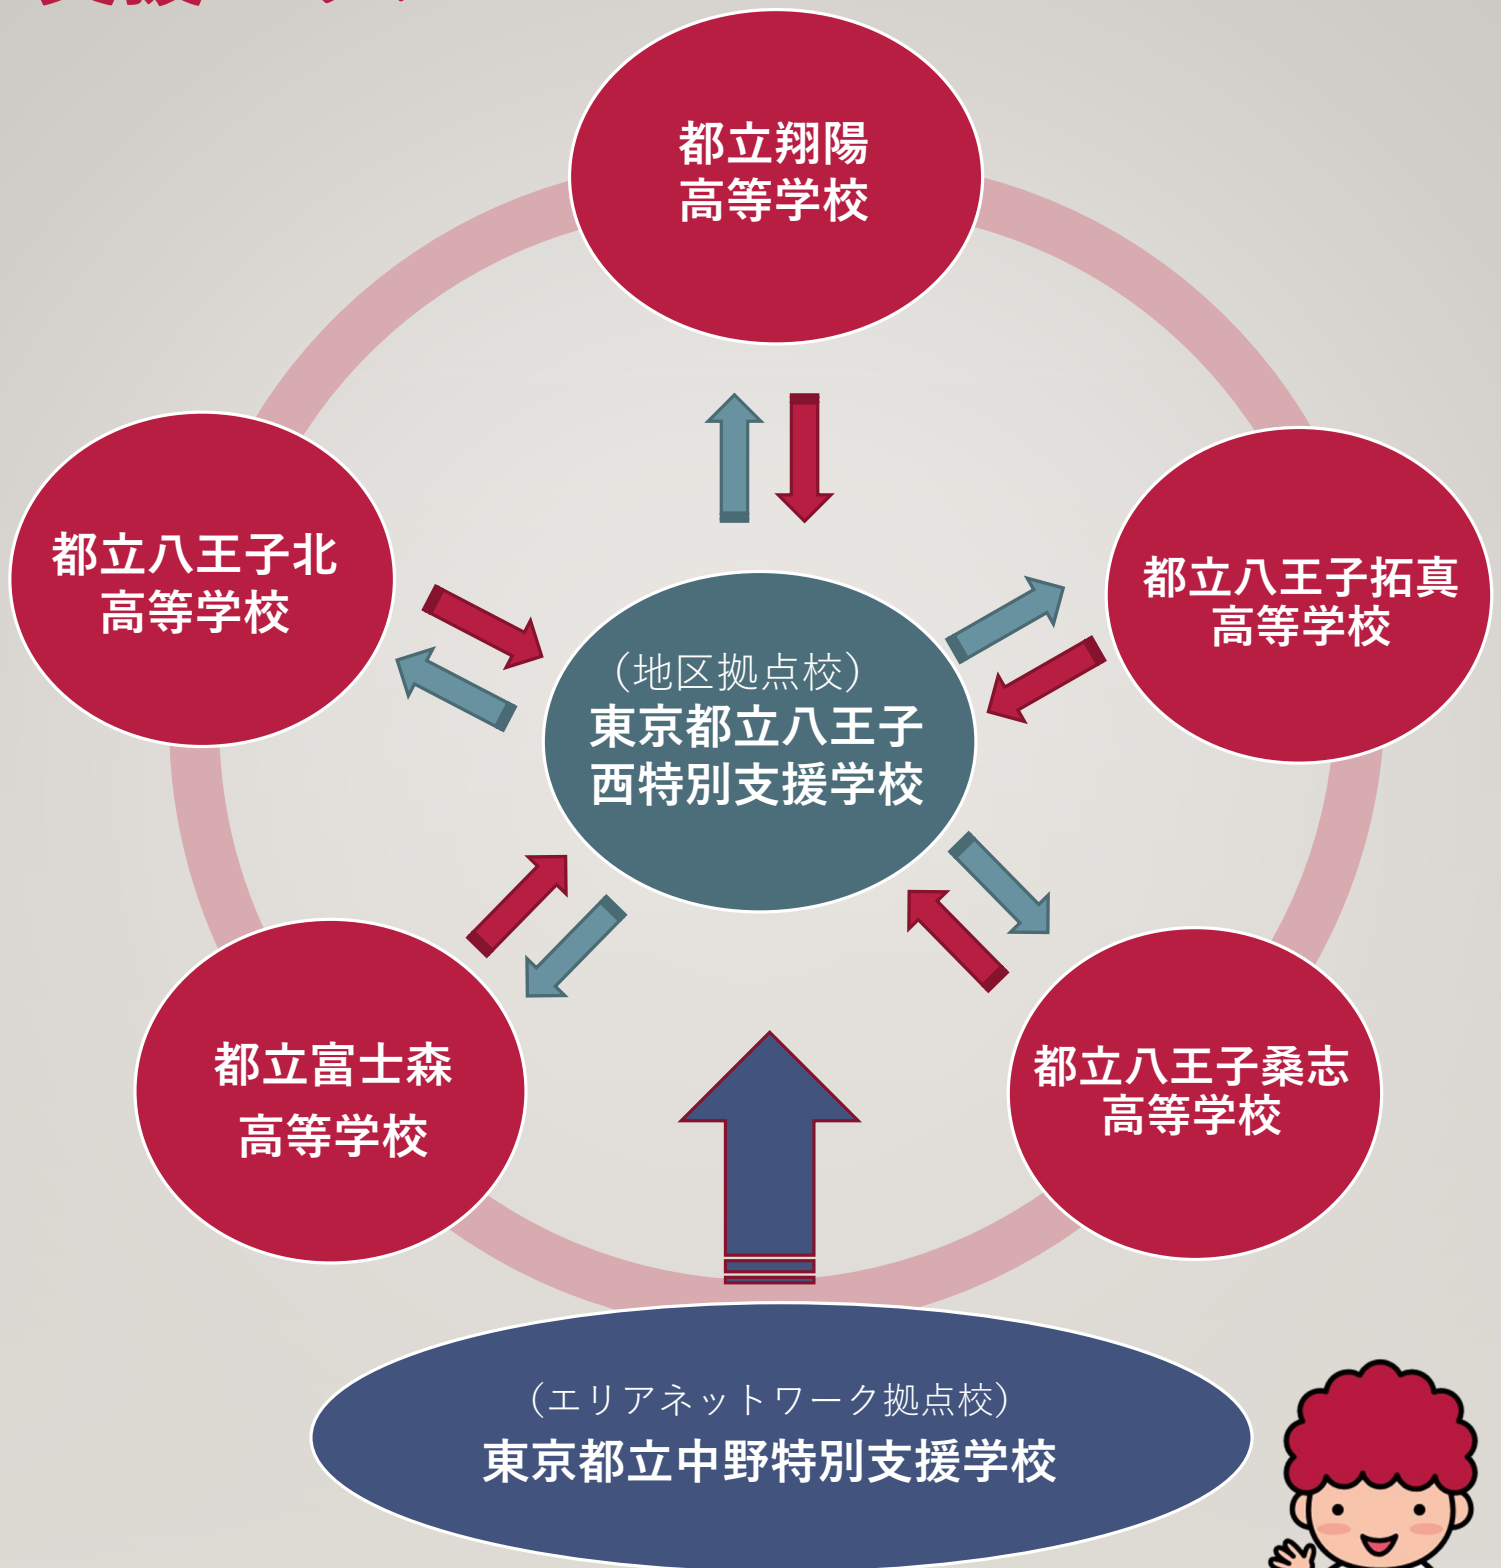 都立翔陽
高等学校
都立八王子北
高等学校
都立八王子拓真
高等学校
（地区拠点校）
東京都立八王子
西特別支援学校
都立富士森
高等学校
都立八王子桑志
高等学校
（エリアネットワーク拠点校）
東京都立中野特別支援学校